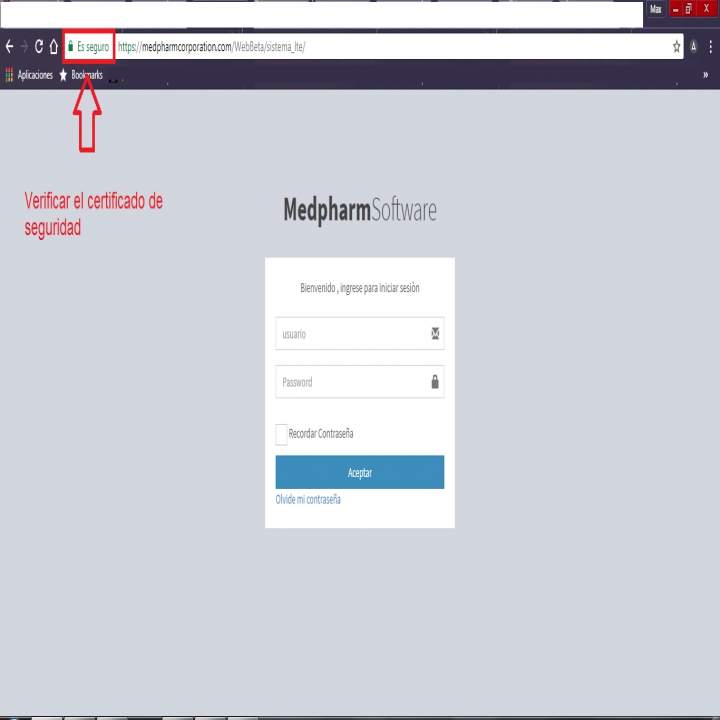 Max
Es seguro
https://medpharmcorporation.com/WebBeta/sistema_lte/
A
Aplicaciones
Bookmarks
»
Verificar el certificado de
seguridad
MedpharmSoftware
Bienvenido , ingrese para iniciar sesiòn
usuario
Password
Recordar Contraseña
Aceptar
Olvide mi contraseña